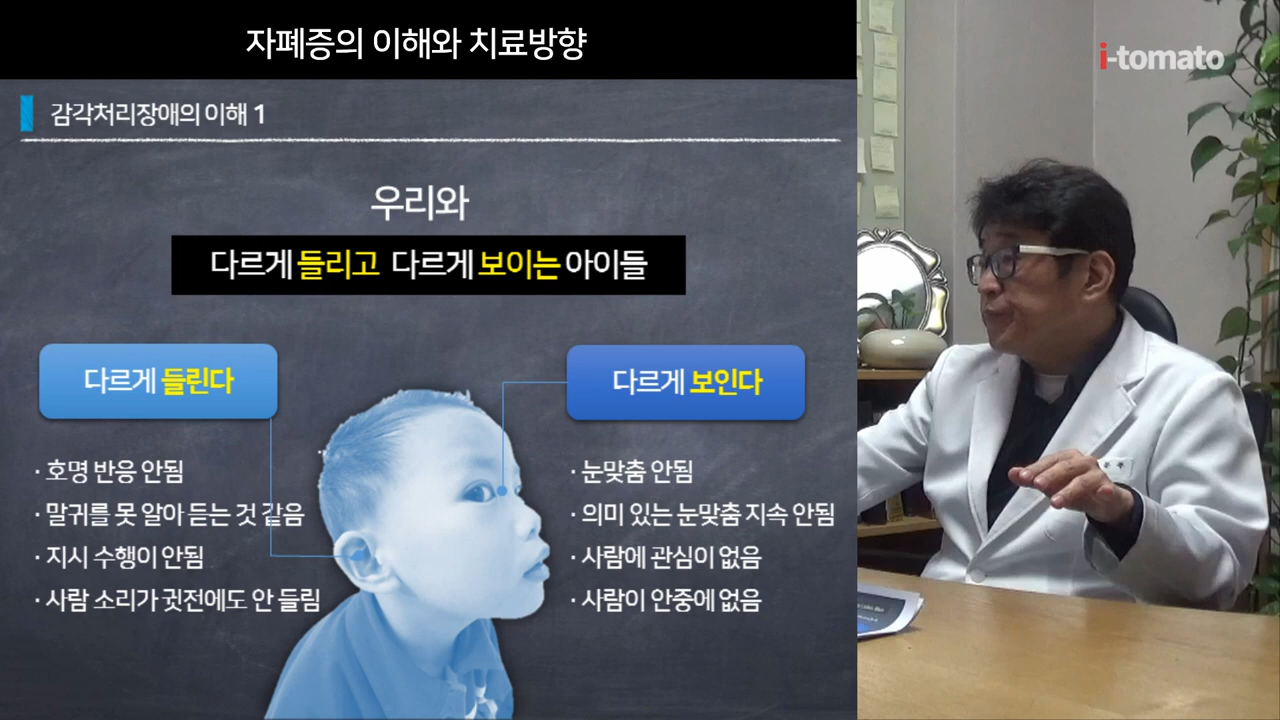 자폐증의 이해와 치료방향
i-tomato
감각처리장애의 이해 1
우리와
다르게 들리고 다르게 보이는 아이들
다르게 들린다
· 호명 반응 안됨
· 말귀를 못 알아 듣는 것 같음
· 지시 수행이 안됨
· 사람 소리가 귓전에도 안 들림
다르게 보인다
· 눈맞춤 안됨
· 의미 있는 눈맞춤 지속 안됨
· 사람에 관심이 없음
· 사람이 안중에 없음